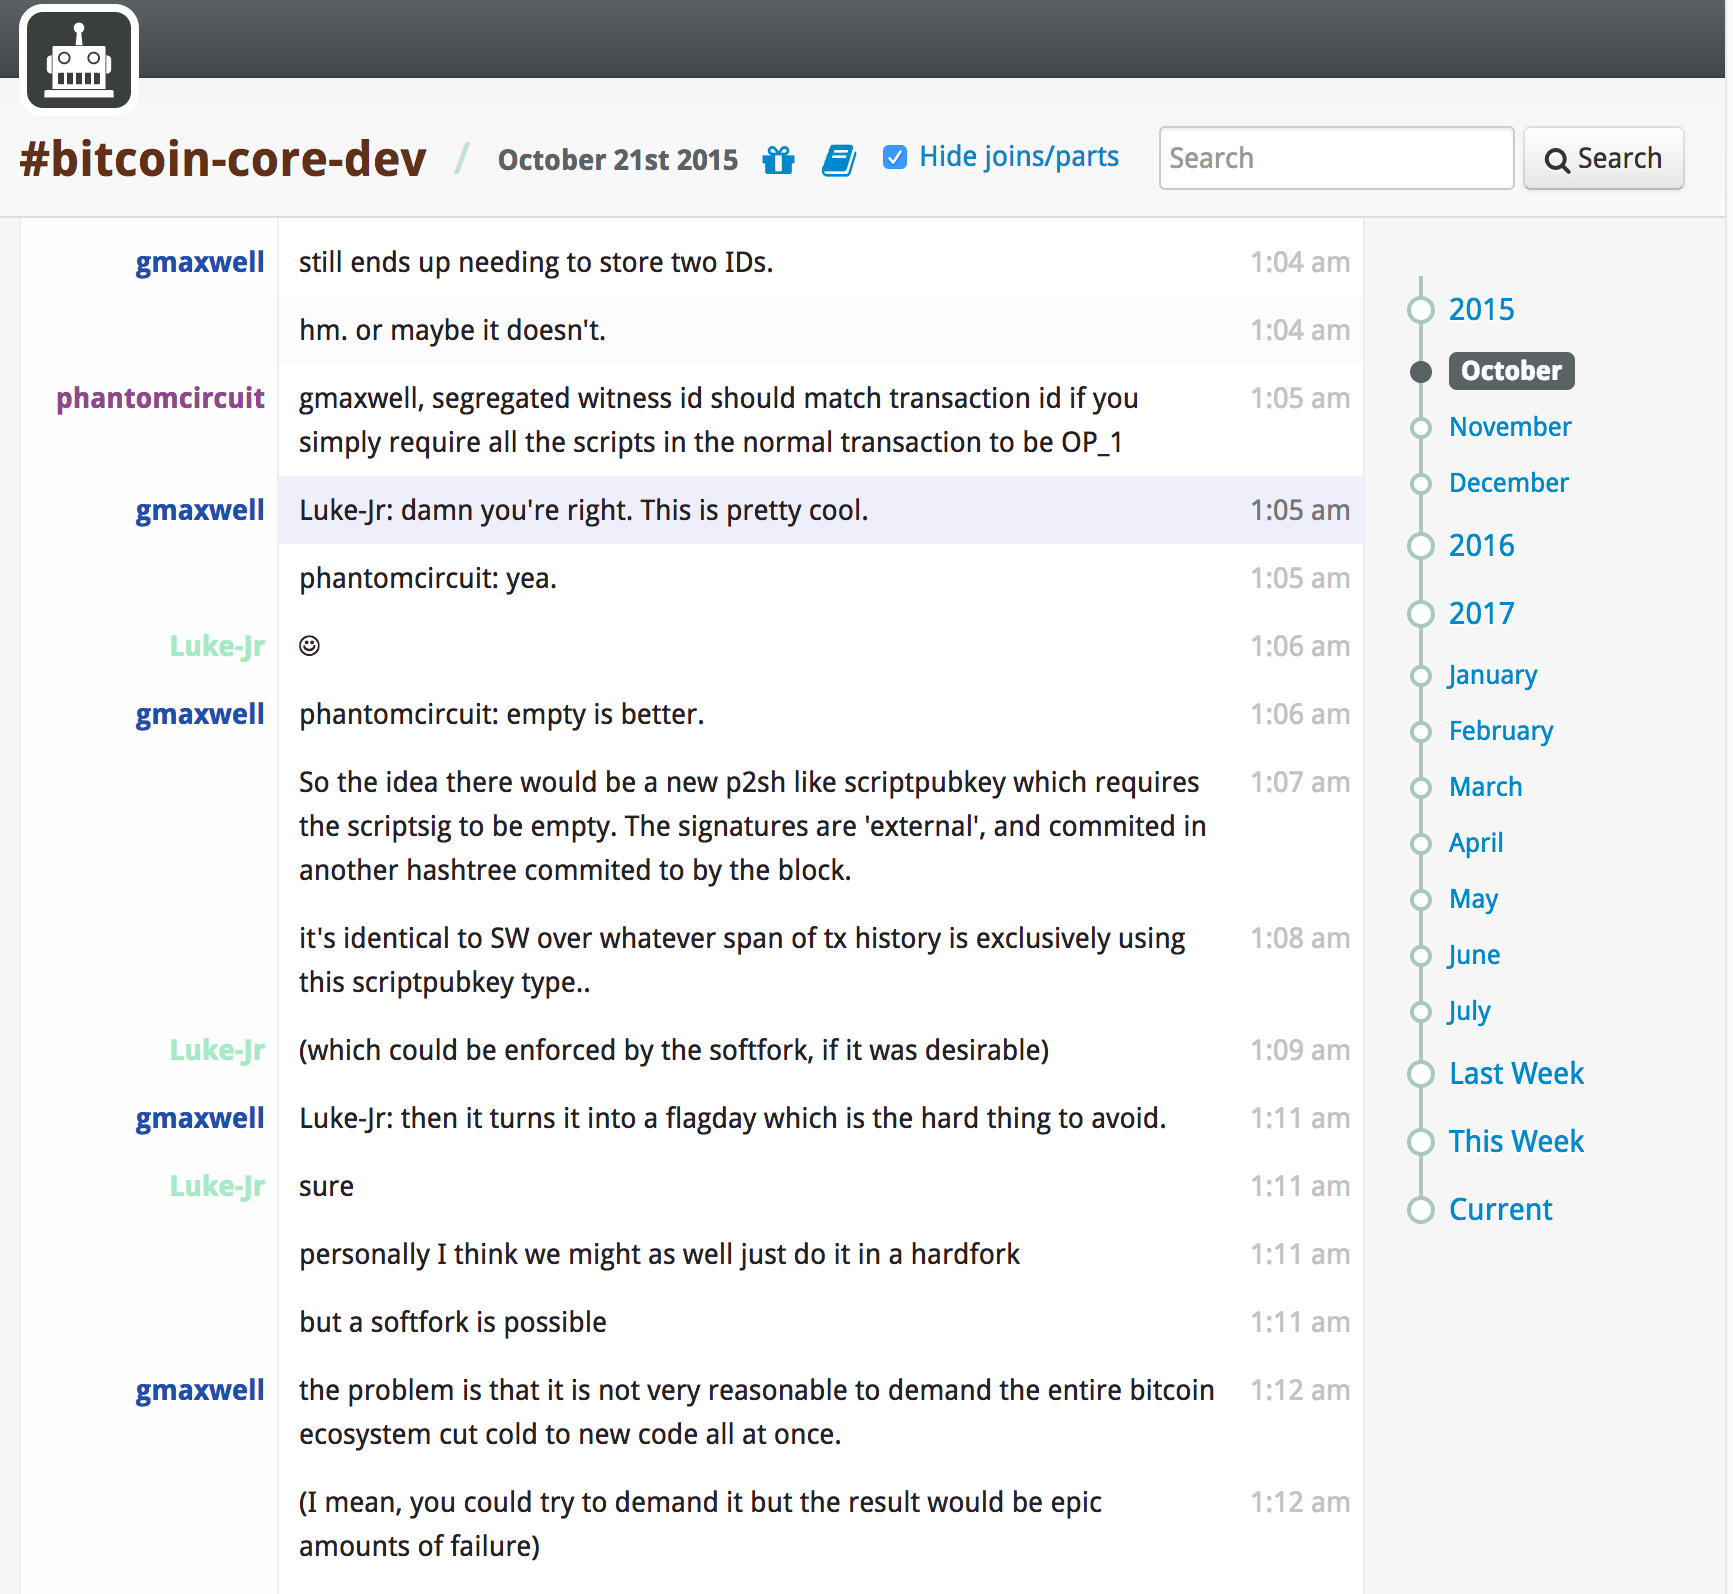 #bitcoin-core-dev / October 21st 2015 Hide joins/parts Search Search
gmaxwell still ends up needing to store two IDs. 1:04 am
hm. or maybe it doesn't. 1:04 am
phantomcircuit gmaxwell, segregated witness id should match transaction id if you 1:05 am
simply require all the scripts in the normal transaction to be OP_1
gmaxwell Luke-Jr: damn you're right. This is pretty cool. 1:05 am
phantomcircuit: yea. 1:05 am
Luke-Jr ☺ 1:06 am
gmaxwell phantomcircuit: empty is better. 1:06 am
So the idea there would be a new p2sh like scriptpubkey which requires 1:07 am
the scriptsig to be empty. The signatures are 'external', and commited in
another hashtree commited to by the block.
it's identical to SW over whatever span of tx history is exclusively using 1:08 am
this scriptpubkey type..
Luke-Jr (which could be enforced by the softfork, if it was desirable) 1:09 am
gmaxwell Luke-Jr: then it turns it into a flagday which is the hard thing to avoid. 1:11 am
Luke-Jr sure 1:11 am
personally I think we might as well just do it in a hardfork 1:11 am
but a softfork is possible 1:11 am
gmaxwell the problem is that it is not very reasonable to demand the entire bitcoin 1:12 am
ecosystem cut cold to new code all at once.
(I mean, you could try to demand it but the result would be epic 1:12 am
amounts of failure)
2015
October
November
December
2016
2017
January
February
March
April
May
June
July
Last Week
This Week
Current